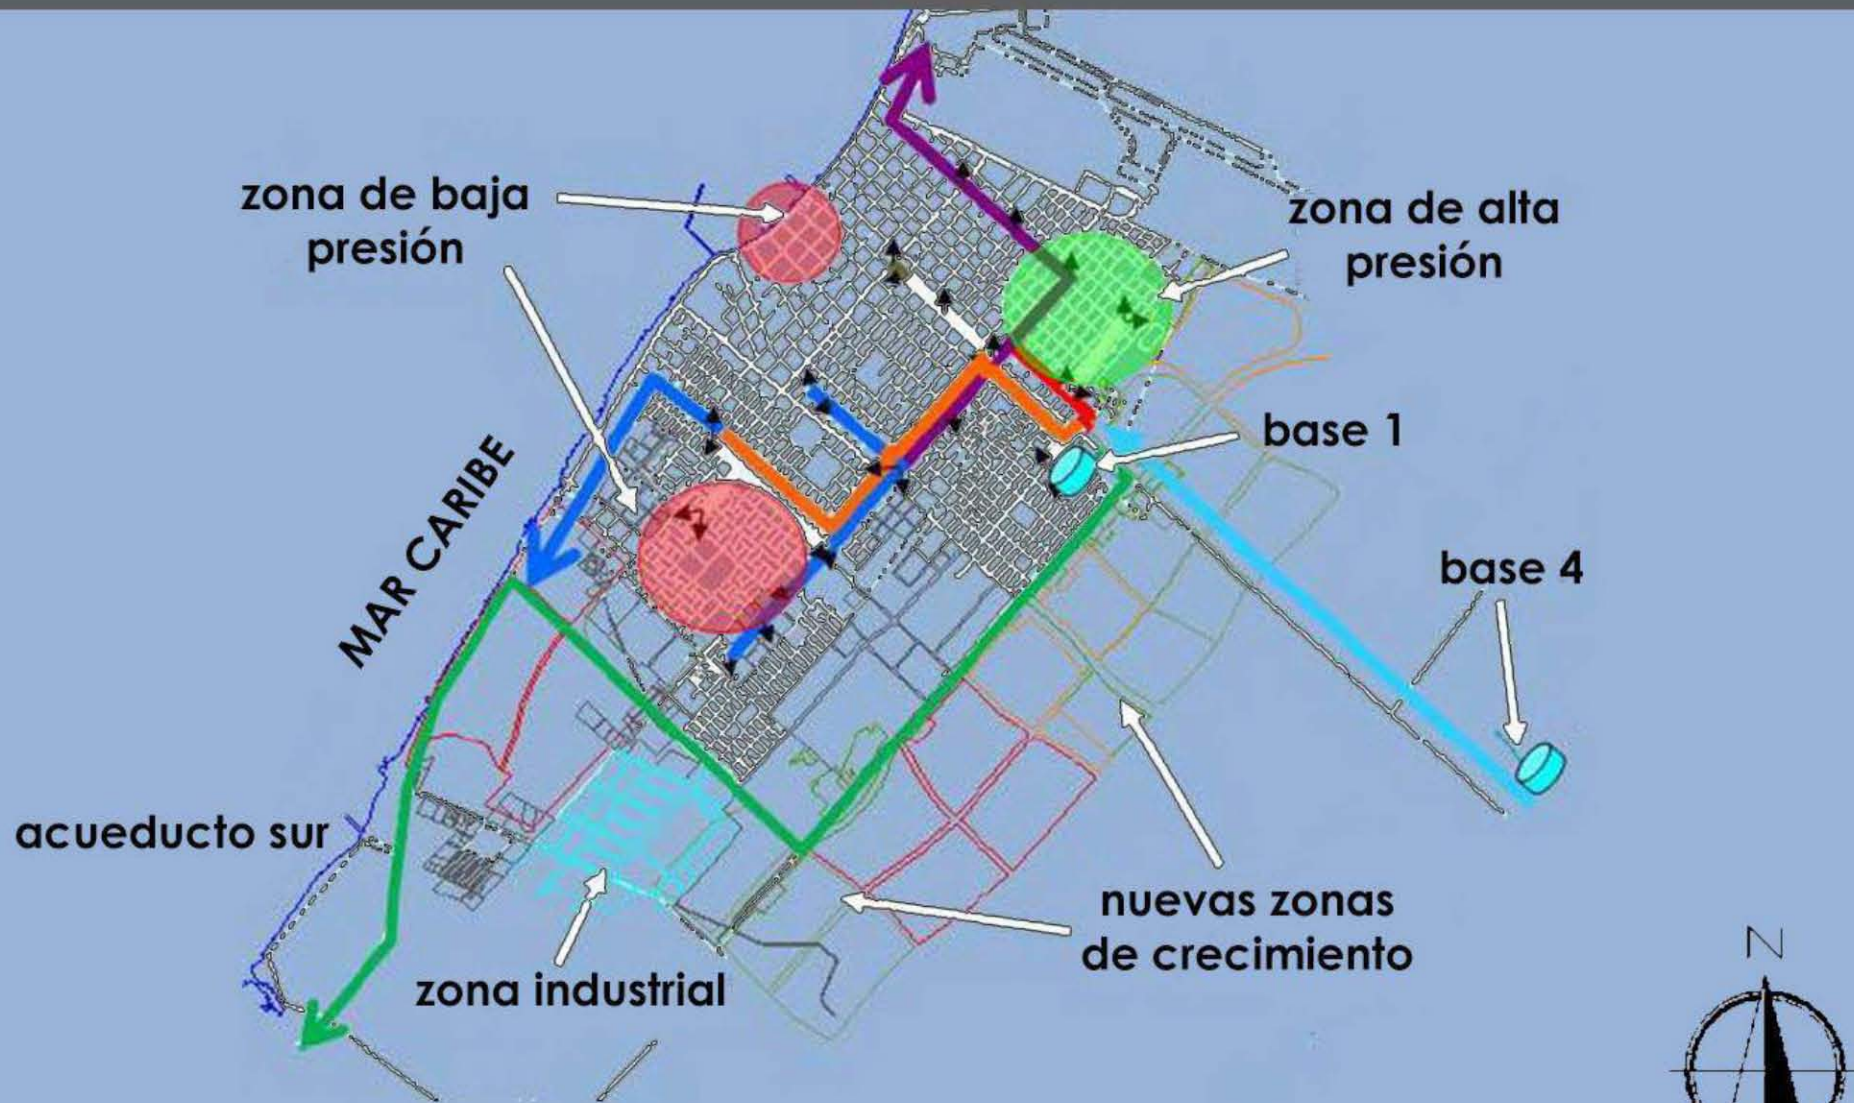 zona de baja
presión
zona de alta
presión
base 1
MAR CARIBE
base 4
acueducto sur
nuevas zonas
de crecimiento
zona industrial
N